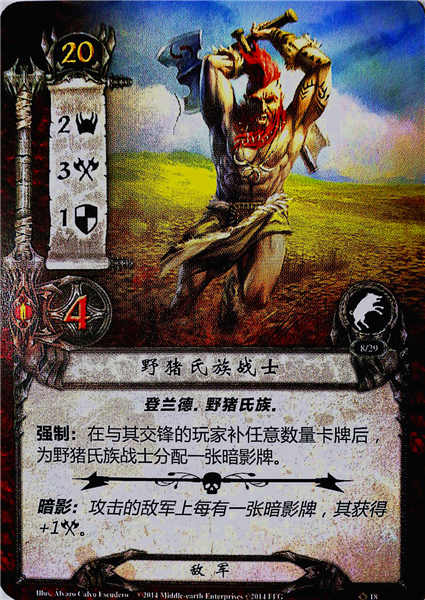 20
2
3
1
4
8/29
野猪氏族战士
登兰德. 野猪氏族.
强制：在与其交锋的玩家补任意数量卡牌后，
为野猪氏族战士分配一张暗影牌。
暗影：攻击的敌军上每有一张暗影牌，其获得
+1。
敌军
Illus. Alvaro Calvo Escudero ©2014 Middle-earth Enterprises ©2014 FFG 18